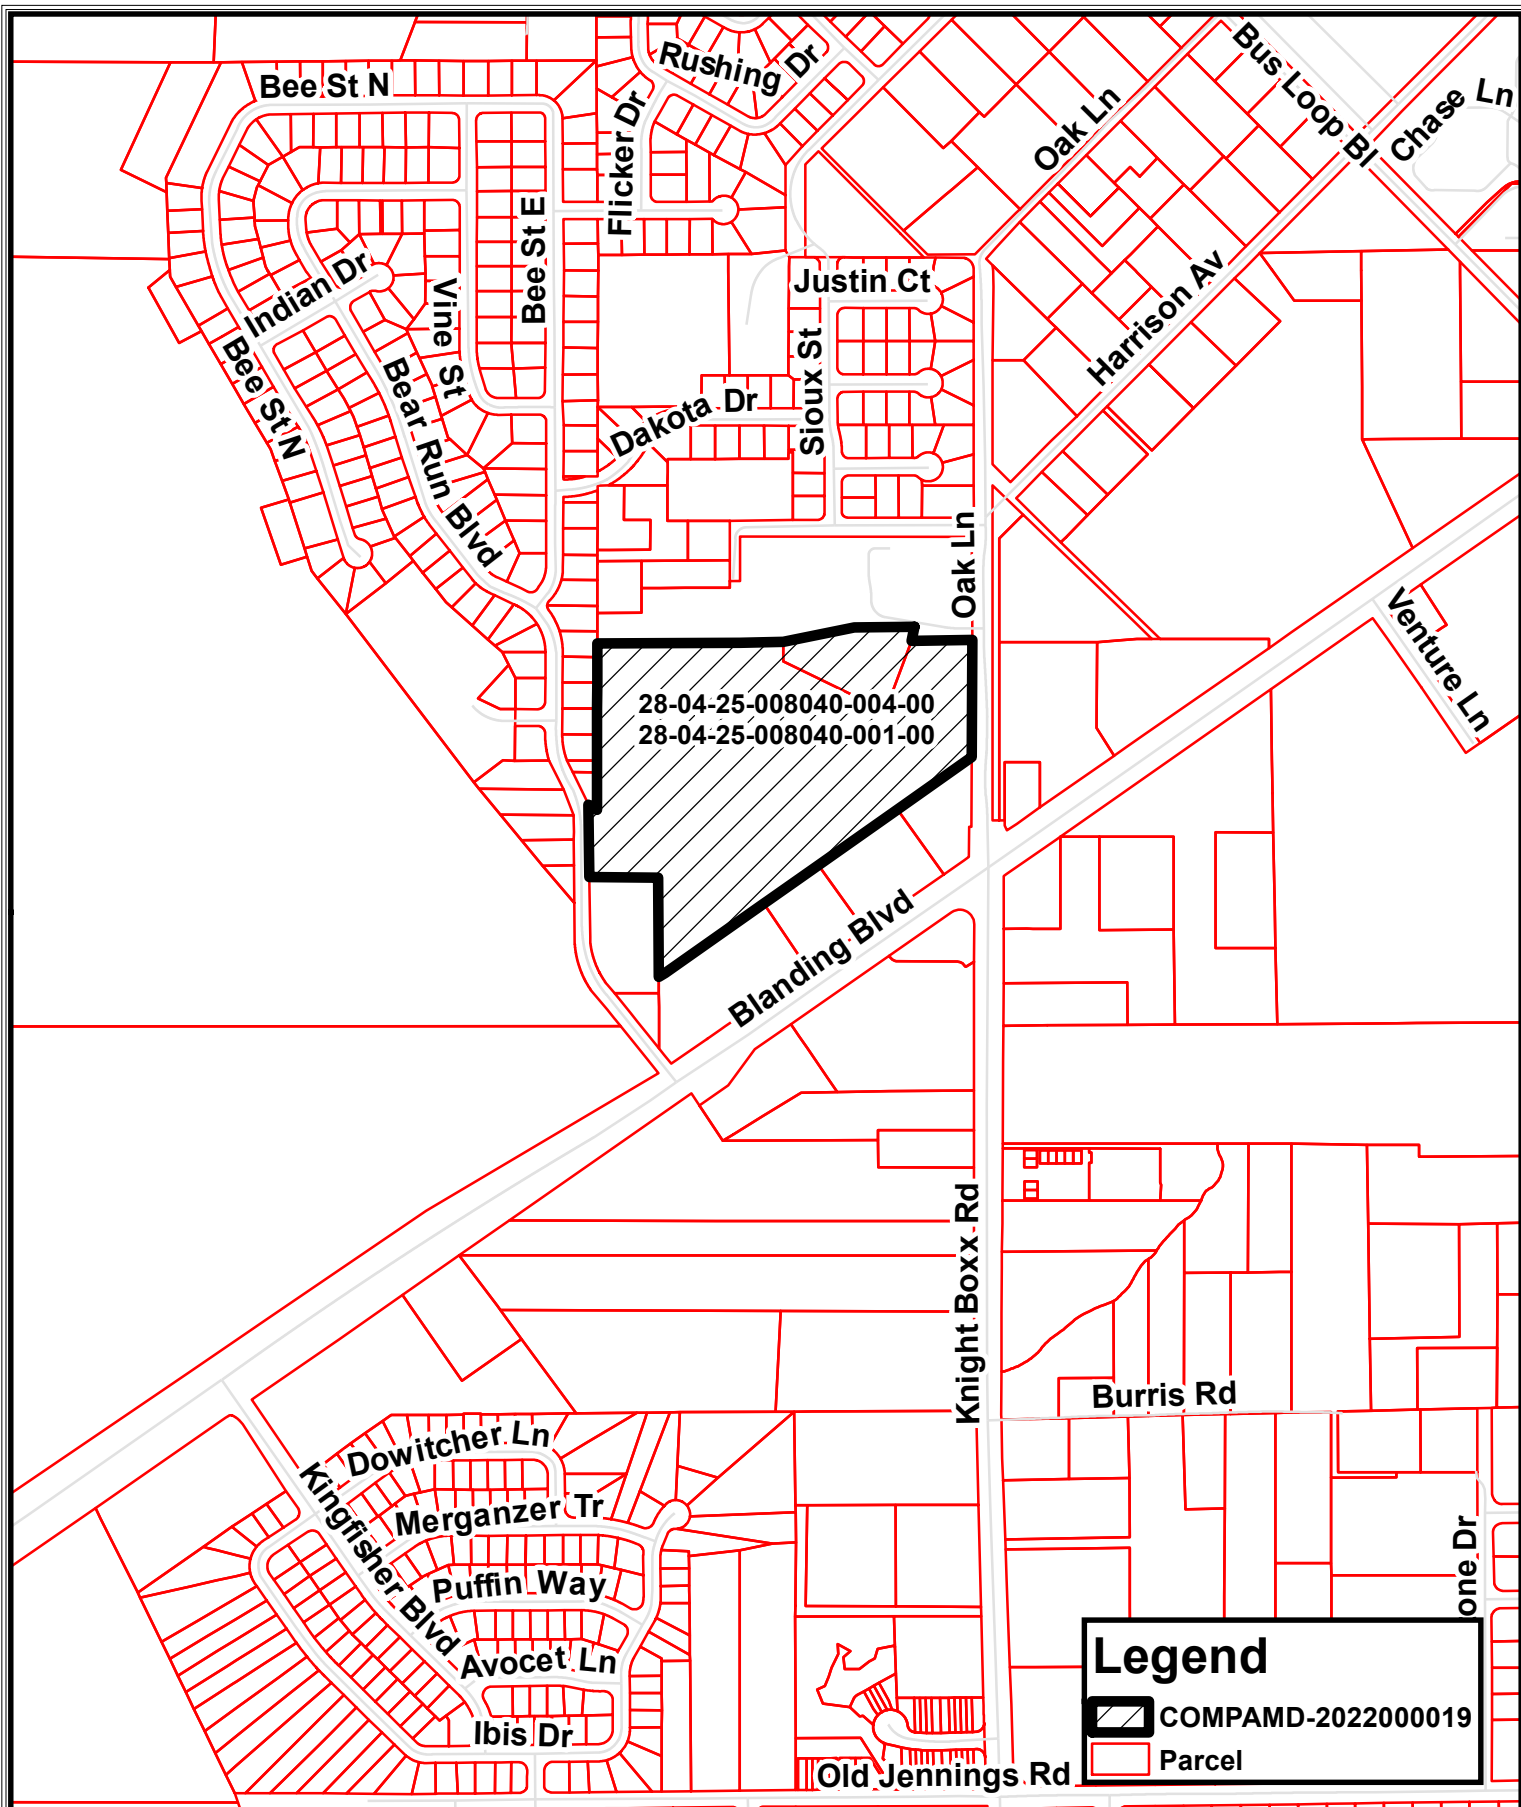 Rushing Dr
Bus Loop Bl
Chase Ln
Bee St N
Oak Ln
Flicker Dr
Bee St E
Indian Dr
Vine St
Justin Ct
Harrison Av
Sioux St
Bee St N
Bear Run Blvd
Dakota Dr
Oak Ln
Venture Ln
28-04-25-008040-004-00
28-04-25-008040-001-00
Blanding Blvd
Knight Boxx Rd
Burris Rd
Dowitcher Ln
Kingfisher Blvd
Merganzer Tr
Puffin Way
one Dr
Avocet Ln
Ibis Dr
Old Jennings Rd
Legend
COMPAMD-2022000019
Parcel